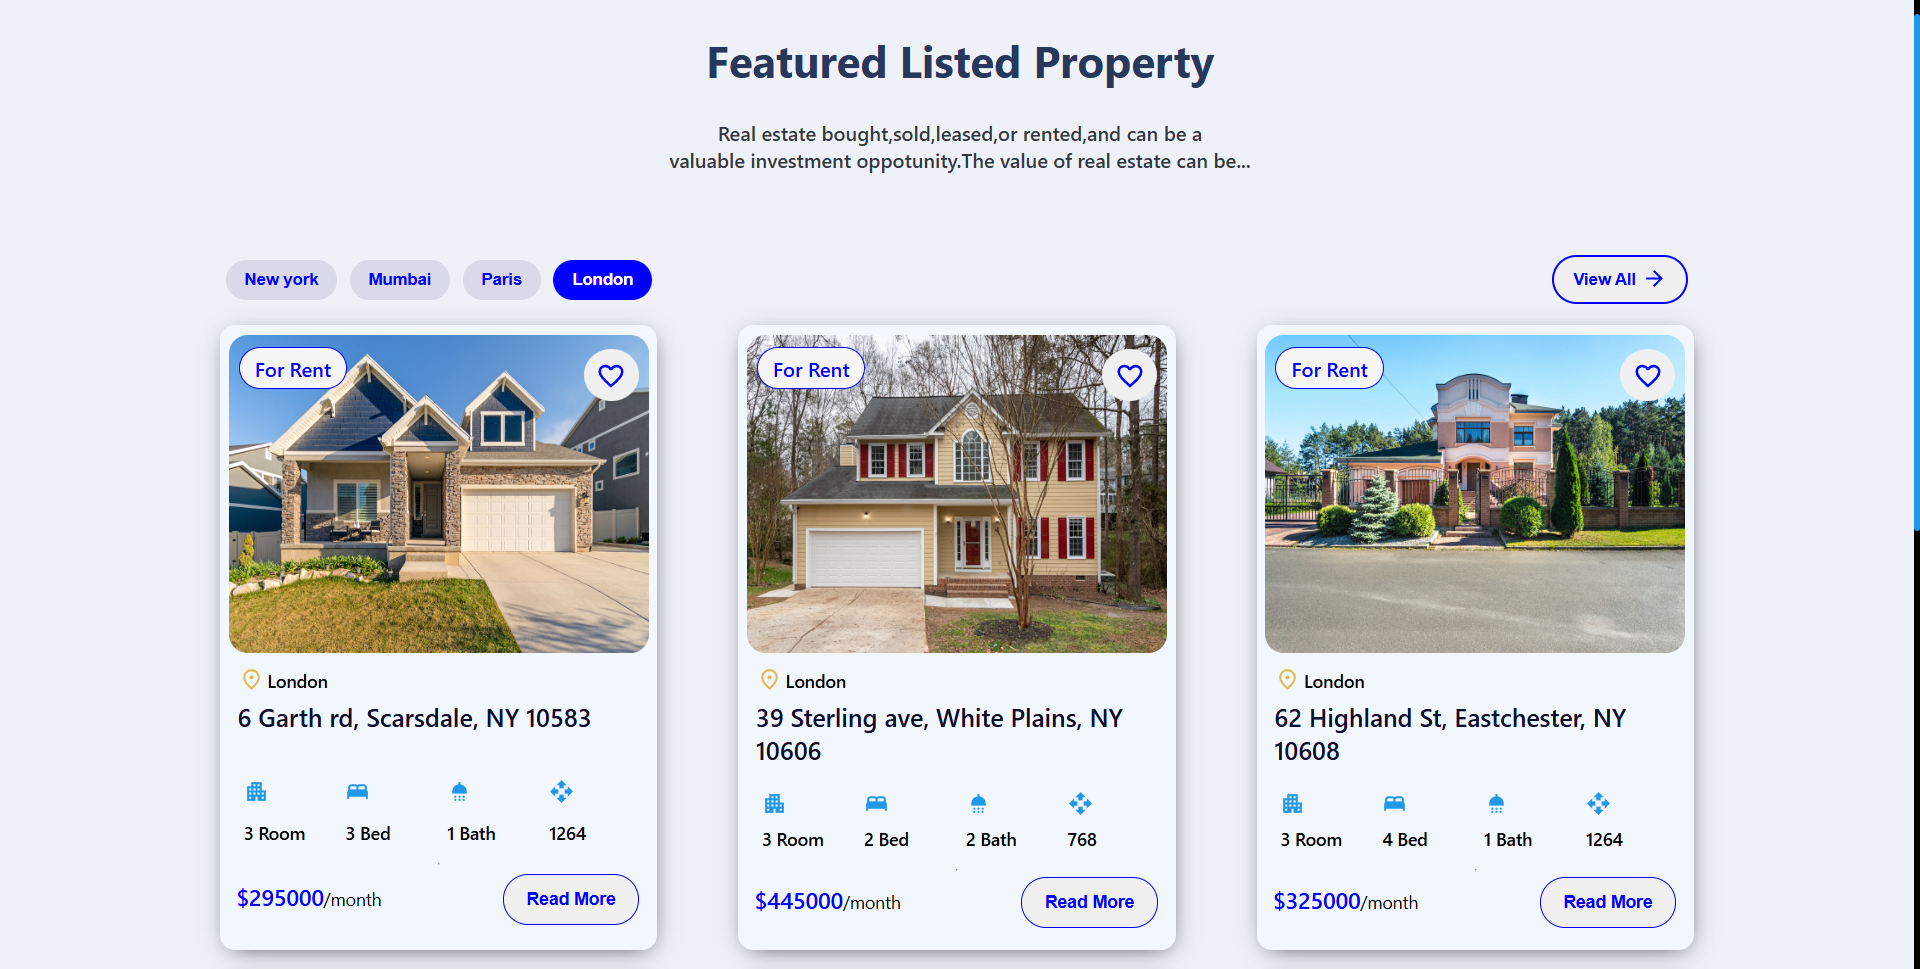 Featured Listed Property
Real estate bought,sold,leased,or rented,and can be a
valuable investment oppotunity.The value of real estate can be...
New york
Mumbai
Paris
London
View All
For Rent
London
6 Garth rd, Scarsdale, NY 10583
3 Room
3 Bed
1 Bath
1264
$295000/month
Read More
For Rent
London
39 Sterling ave, White Plains, NY
10606
3 Room
2 Bed
2 Bath
768
$445000/month
Read More
For Rent
London
62 Highland St, Eastchester, NY
10608
3 Room
4 Bed
1 Bath
1264
$325000/month
Read More